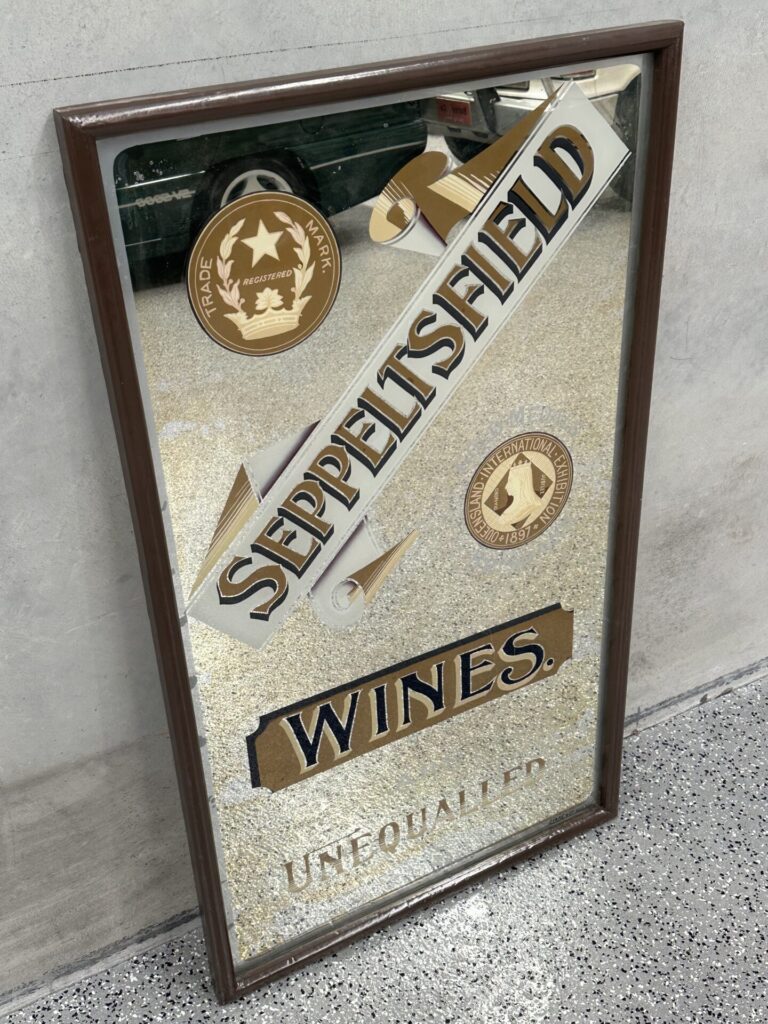 TRADE MARK.
REGISTERED
SEPPELTSFIELD
QUEENSLAND·INTERNATIONAL·EXHIBITION
1897
WINES.
UNEQUALLED